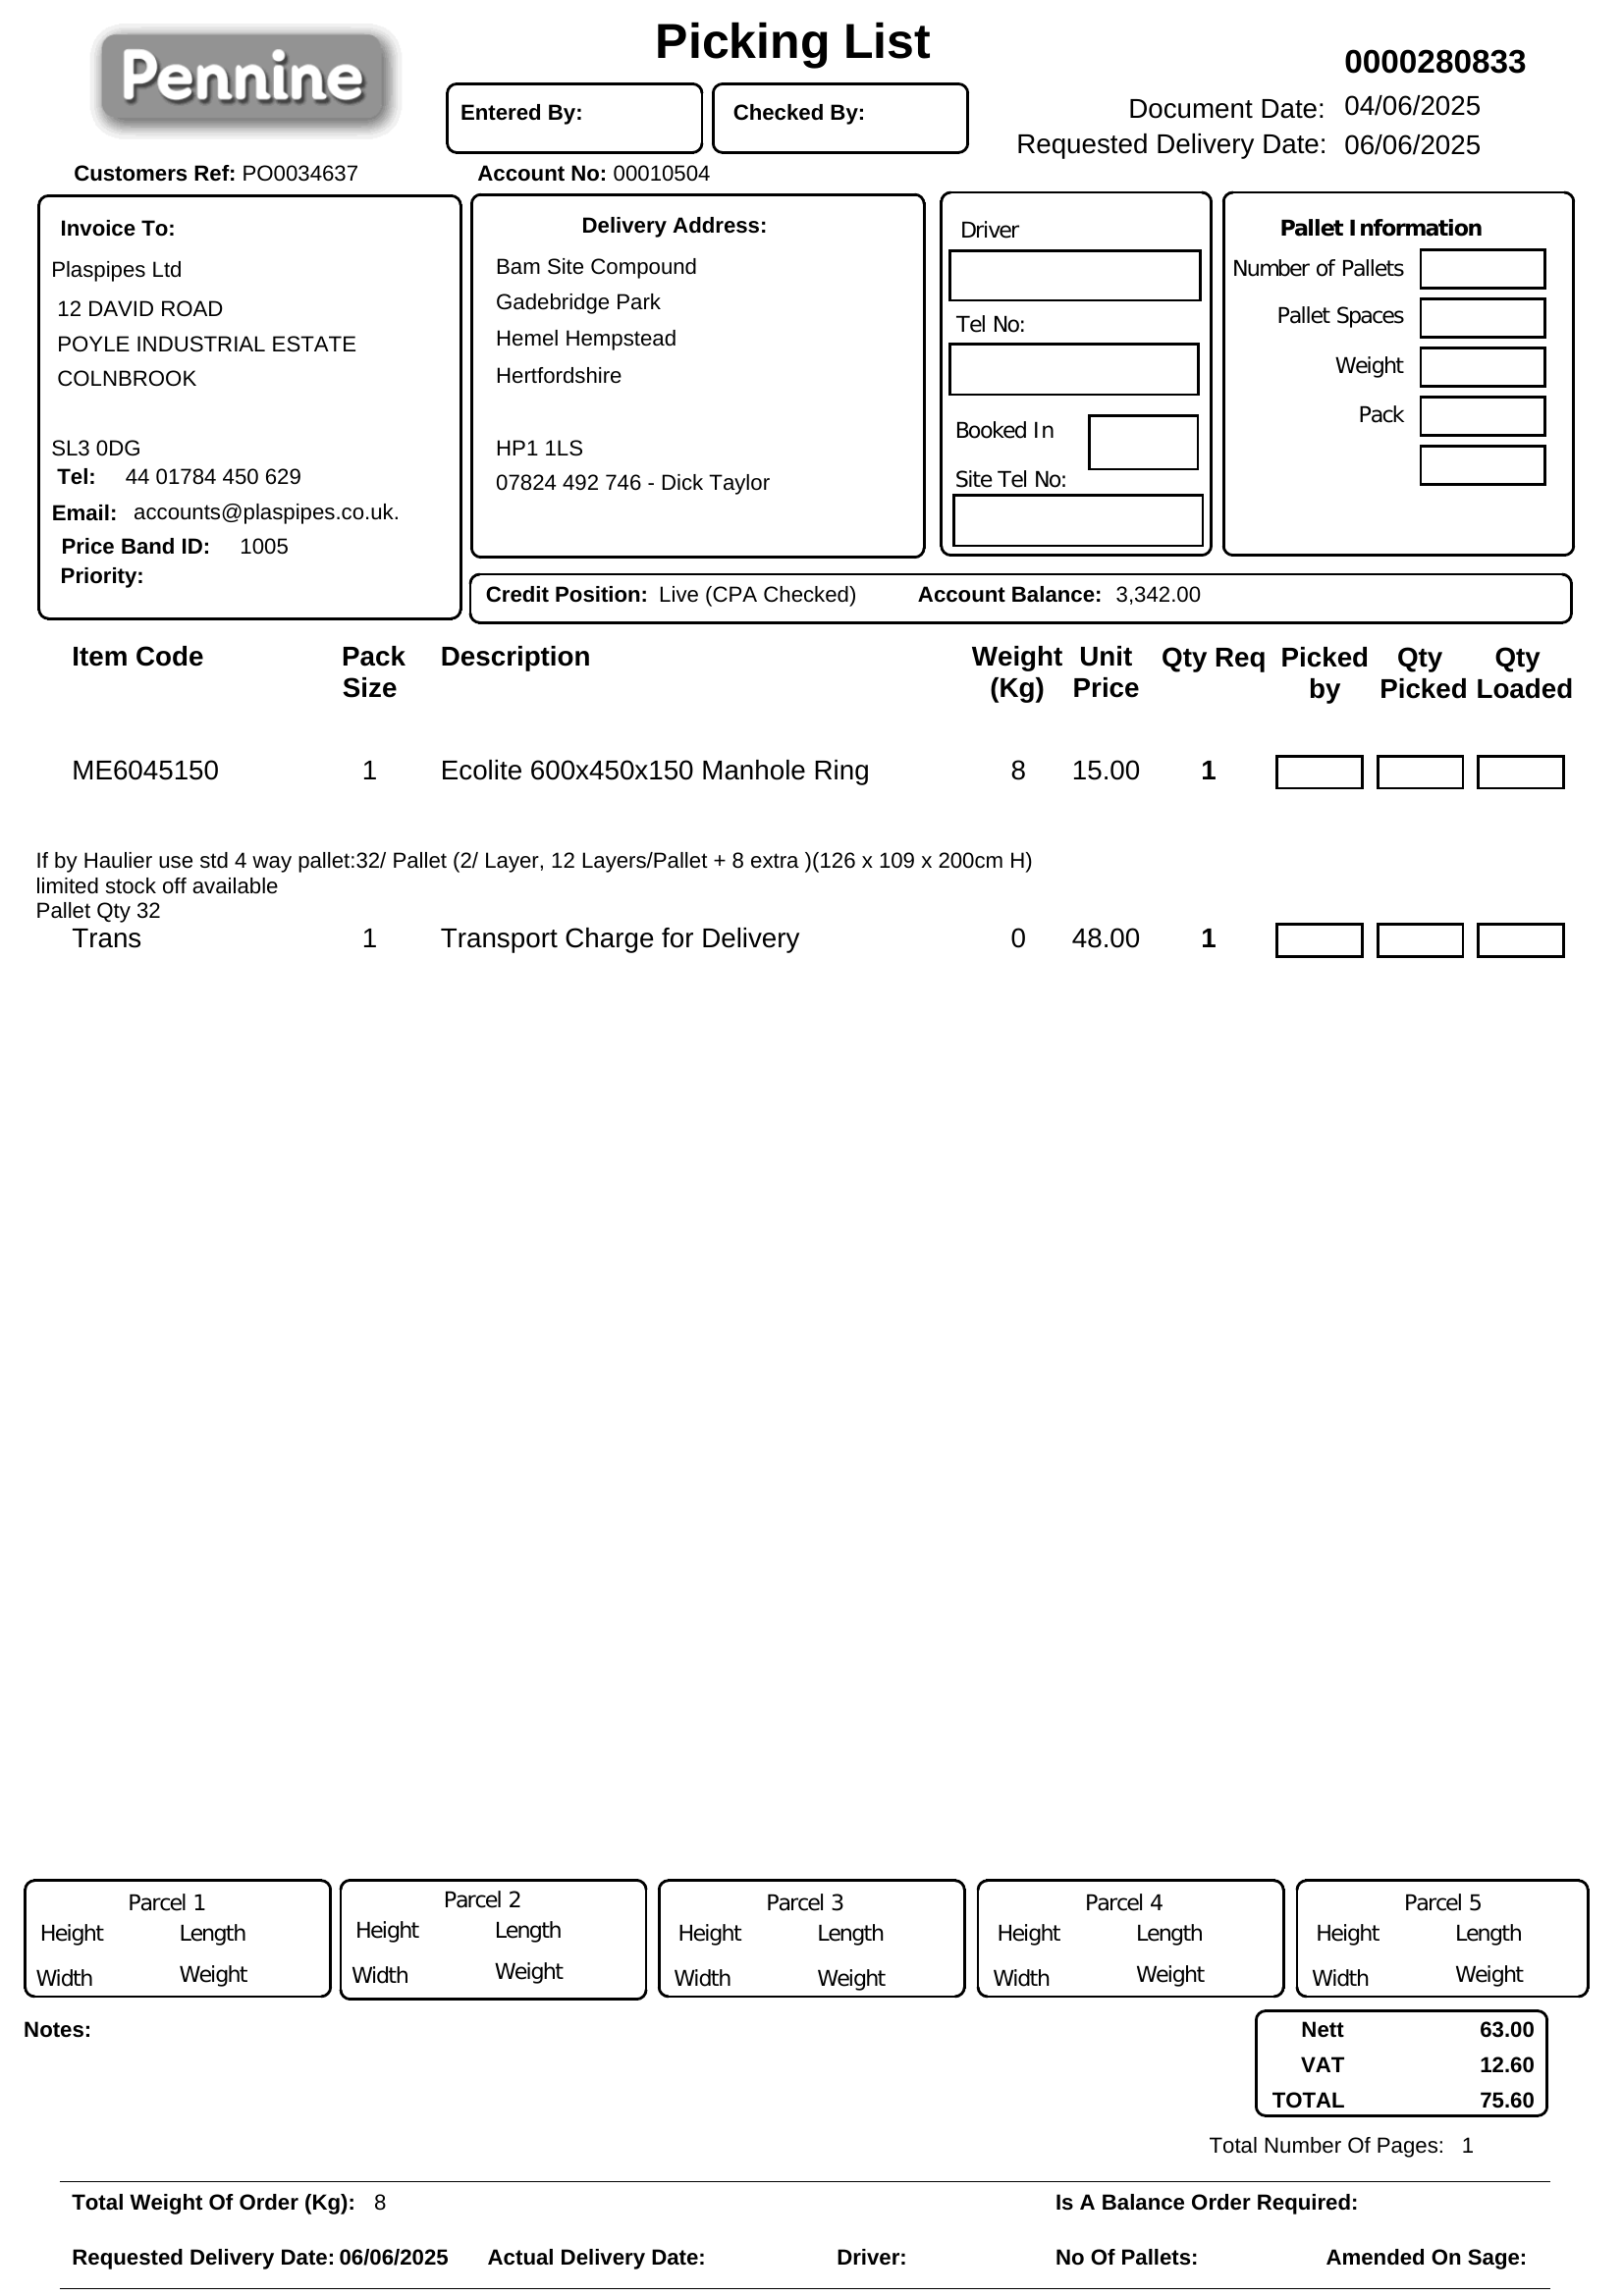 Pennine
Picking List
0000280833
Entered By:
Checked By:
Document Date: 04/06/2025
Requested Delivery Date: 06/06/2025
Customers Ref: PO0034637
Account No: 00010504
Invoice To:
Plaspipes Ltd
12 DAVID ROAD
POYLE INDUSTRIAL ESTATE
COLNBROOK
SL3 0DG
Tel: 44 01784 450 629
Email: accounts@plaspipes.co.uk.
Price Band ID: 1005
Priority:
Delivery Address:
Bam Site Compound
Gadebridge Park
Hemel Hempstead
Hertfordshire
HP1 1LS
07824 492 746 - Dick Taylor
Driver
Tel No:
Booked In
Site Tel No:
Pallet Information
Number of Pallets
Pallet Spaces
Weight
Pack
Credit Position: Live (CPA Checked) Account Balance: 3,342.00
Item Code Pack Description Weight Unit Qty Req Picked Qty Qty
Size (Kg) Price by Picked Loaded
ME6045150 1 Ecolite 600x450x150 Manhole Ring 8 15.00 1
If by Haulier use std 4 way pallet:32/ Pallet (2/ Layer, 12 Layers/Pallet + 8 extra )(126 x 109 x 200cm H)
limited stock off available
Pallet Qty 32
Trans 1 Transport Charge for Delivery 0 48.00 1
Parcel 1
Height Length
Width Weight
Parcel 2
Height Length
Width Weight
Parcel 3
Height Length
Width Weight
Parcel 4
Height Length
Width Weight
Parcel 5
Height Length
Width Weight
Notes:
Nett 63.00
VAT 12.60
TOTAL 75.60
Total Number Of Pages: 1
Total Weight Of Order (Kg): 8 Is A Balance Order Required:
Requested Delivery Date: 06/06/2025 Actual Delivery Date: Driver: No Of Pallets: Amended On Sage: